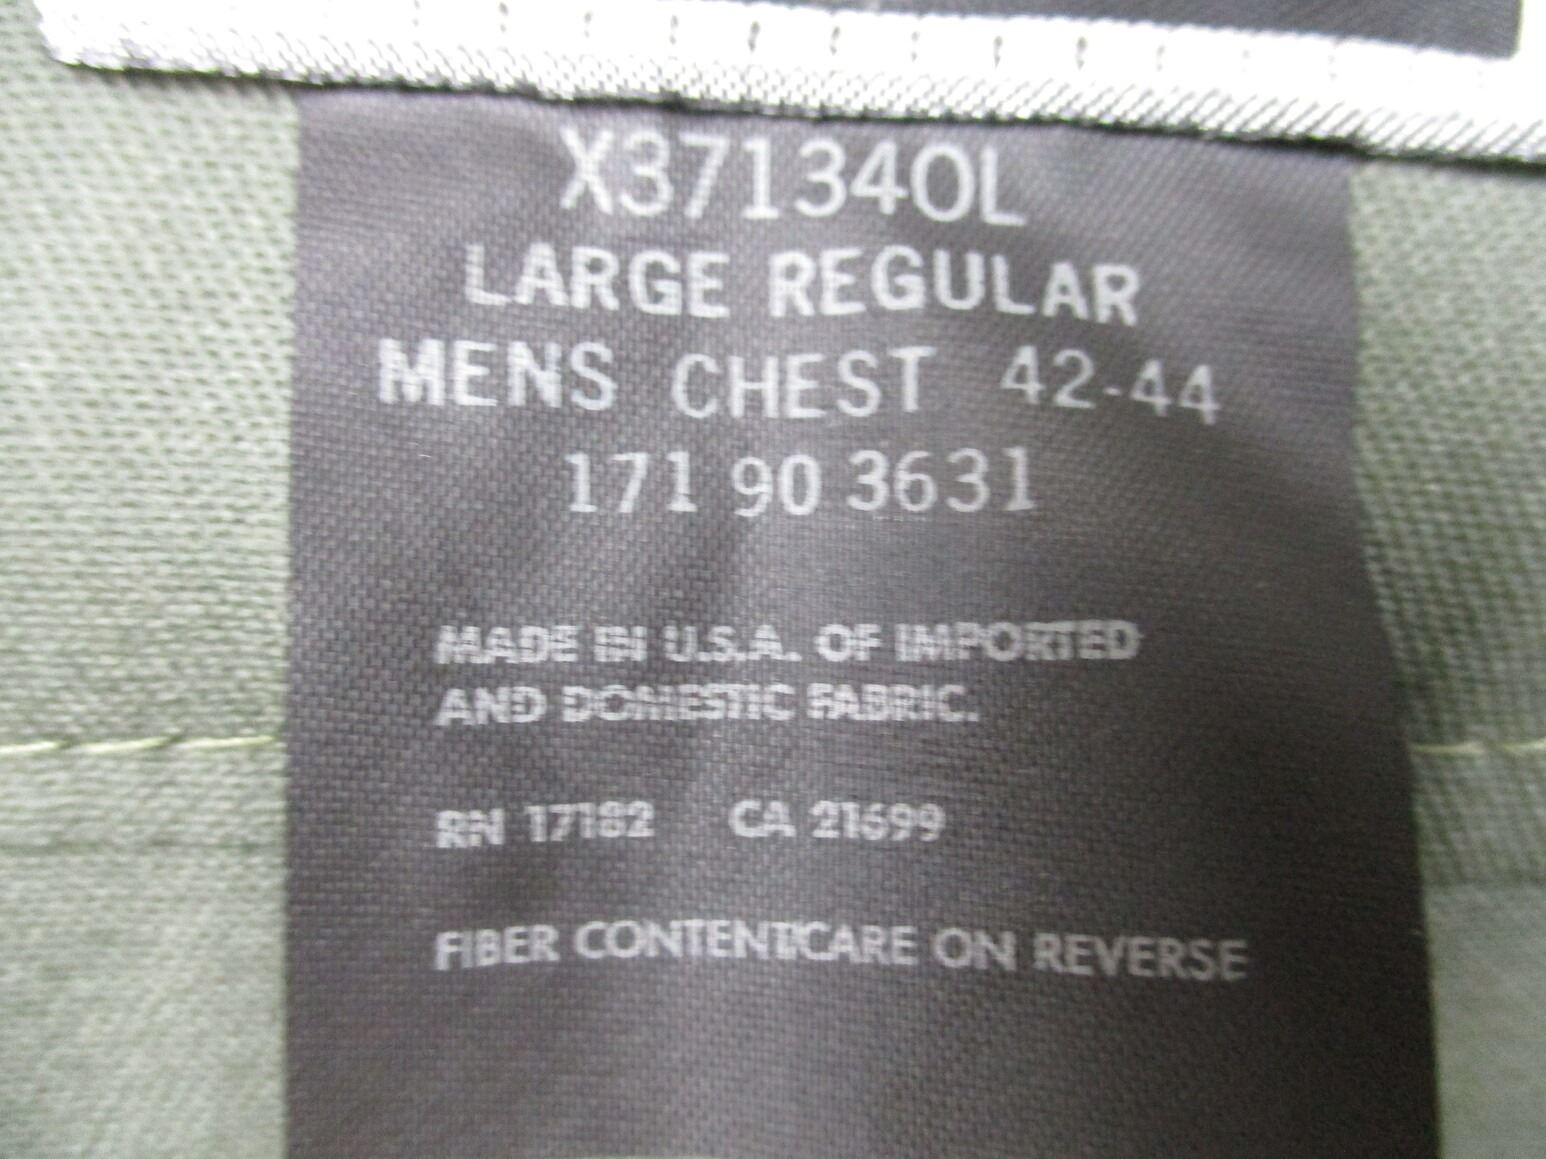 X371340L
LARGE REGULAR
MENS CHEST 42-44
171 90 3631
MADE IN U.S.A. OF IMPORTED
AND DOMESTIC FABRIC.
RN 17182 CA 21699
FIBER CONTENT/CARE ON REVERSE